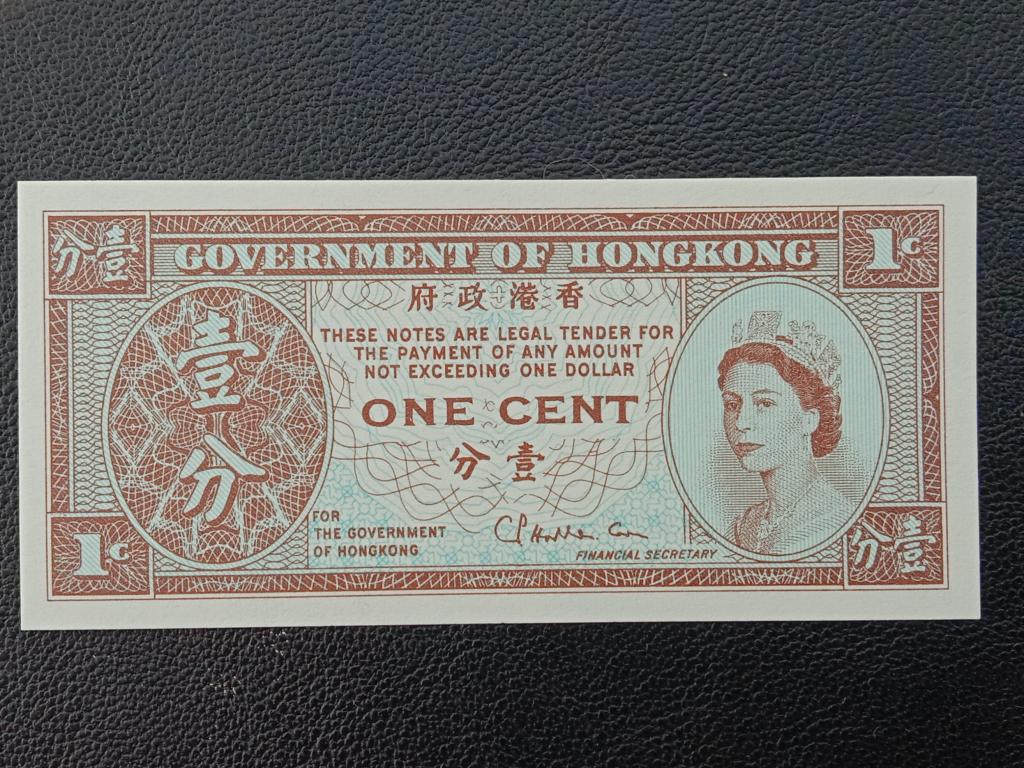 分壹
GOVERNMENT OF HONGKONG
1C
府政港香
THESE NOTES ARE LEGAL TENDER FOR
THE PAYMENT OF ANY AMOUNT
NOT EXCEEDING ONE DOLLAR
壹分
ONE CENT
分壹
FOR
THE GOVERNMENT
OF HONGKONG
FINANCIAL SECRETARY
1C
分壹